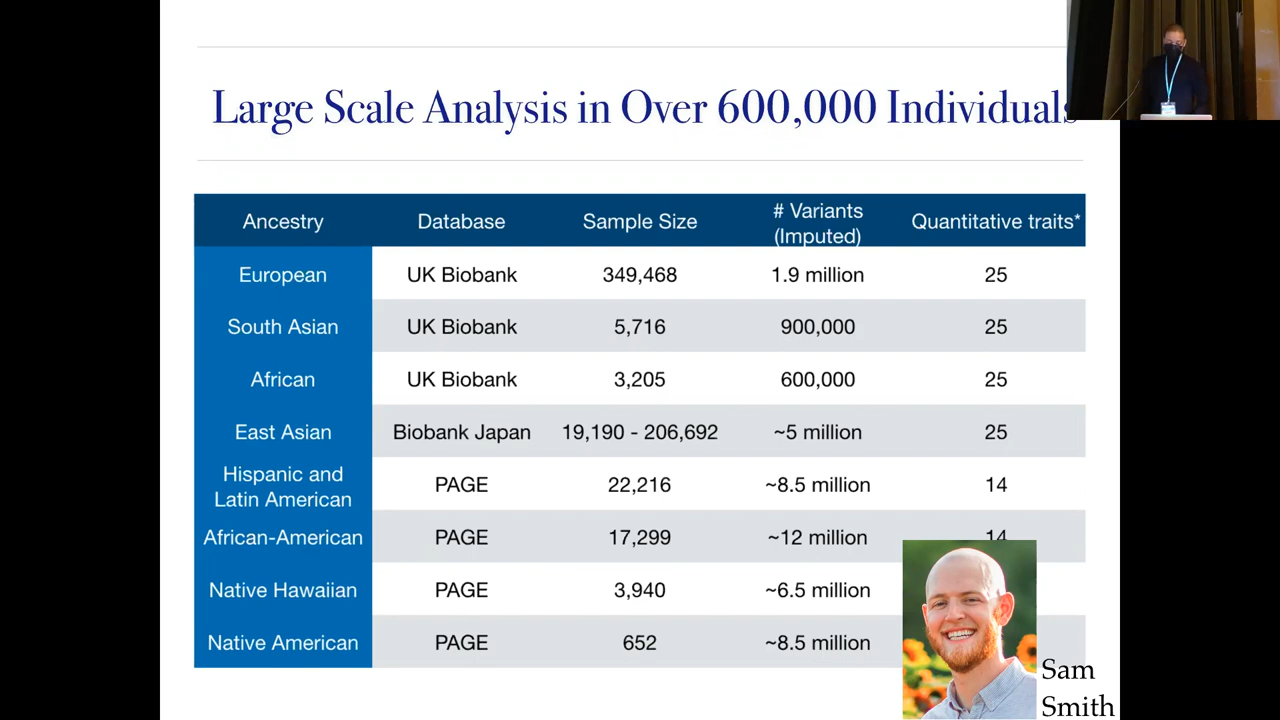 Large Scale Analysis in Over 600,000 Individuals
Ancestry Database Sample Size # Variants (Imputed) Quantitative traits*
European UK Biobank 349,468 1.9 million 25
South Asian UK Biobank 5,716 900,000 25
African UK Biobank 3,205 600,000 25
East Asian Biobank Japan 19,190 - 206,692 ~5 million 25
Hispanic and Latin American PAGE 22,216 ~8.5 million 14
African-American PAGE 17,299 ~12 million 14
Native Hawaiian PAGE 3,940 ~6.5 million
Native American PAGE 652 ~8.5 million
Sam
Smith